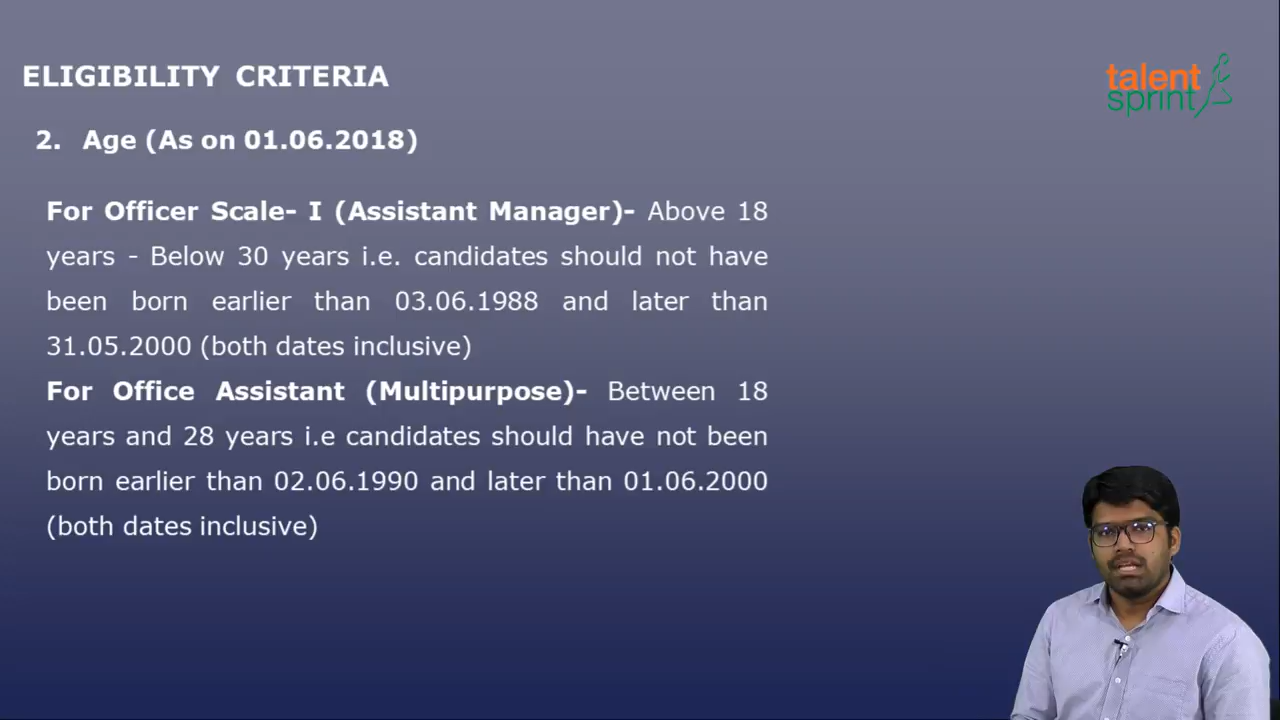 ELIGIBILITY CRITERIA
talent
sprint
2. Age (As on 01.06.2018)
For Officer Scale- I (Assistant Manager)- Above 18
years - Below 30 years i.e. candidates should not have
been born earlier than 03.06.1988 and later than
31.05.2000 (both dates inclusive)
For Office Assistant (Multipurpose)- Between 18
years and 28 years i.e candidates should have not been
born earlier than 02.06.1990 and later than 01.06.2000
(both dates inclusive)